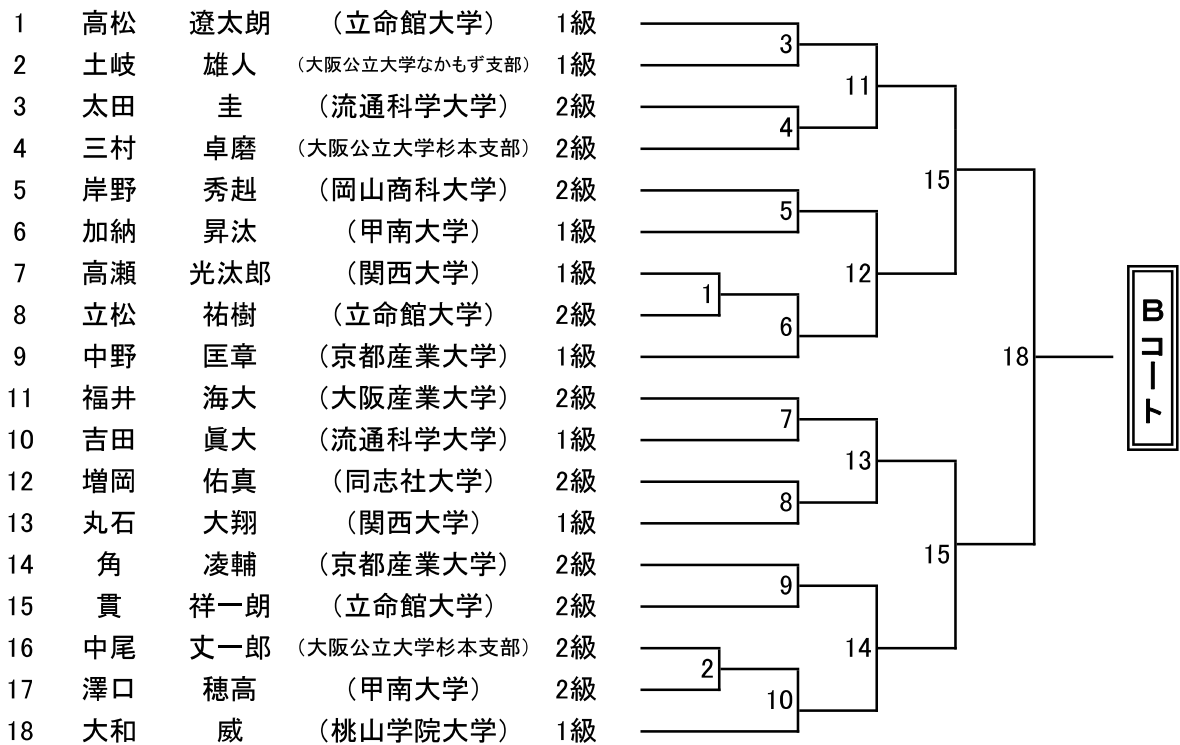 1 高松 遼太朗 （立命館大学） 1級
2 土岐 雄人 （大阪公立大学なかもず支部） 1級
3 太田 圭 （流通科学大学） 2級
4 三村 卓磨 （大阪公立大学杉本支部） 2級
5 岸野 秀赳 （岡山商科大学） 2級
6 加納 昇汰 （甲南大学） 1級
7 高瀬 光汰郎 （関西大学） 1級
8 立松 祐樹 （立命館大学） 2級
9 中野 匡章 （京都産業大学） 1級
11 福井 海大 （大阪産業大学） 2級
10 吉田 眞大 （流通科学大学） 1級
12 増岡 佑真 （同志社大学） 2級
13 丸石 大翔 （関西大学） 1級
14 角 凌輔 （京都産業大学） 2級
15 貫 祥一朗 （立命館大学） 2級
16 中尾 丈一郎 （大阪公立大学杉本支部） 2級
17 澤口 穂高 （甲南大学） 2級
18 大和 威 （桃山学院大学） 1級
1
2
3
4
5
6
7
8
9
10
11
12
13
14
15
15
18
Bコート